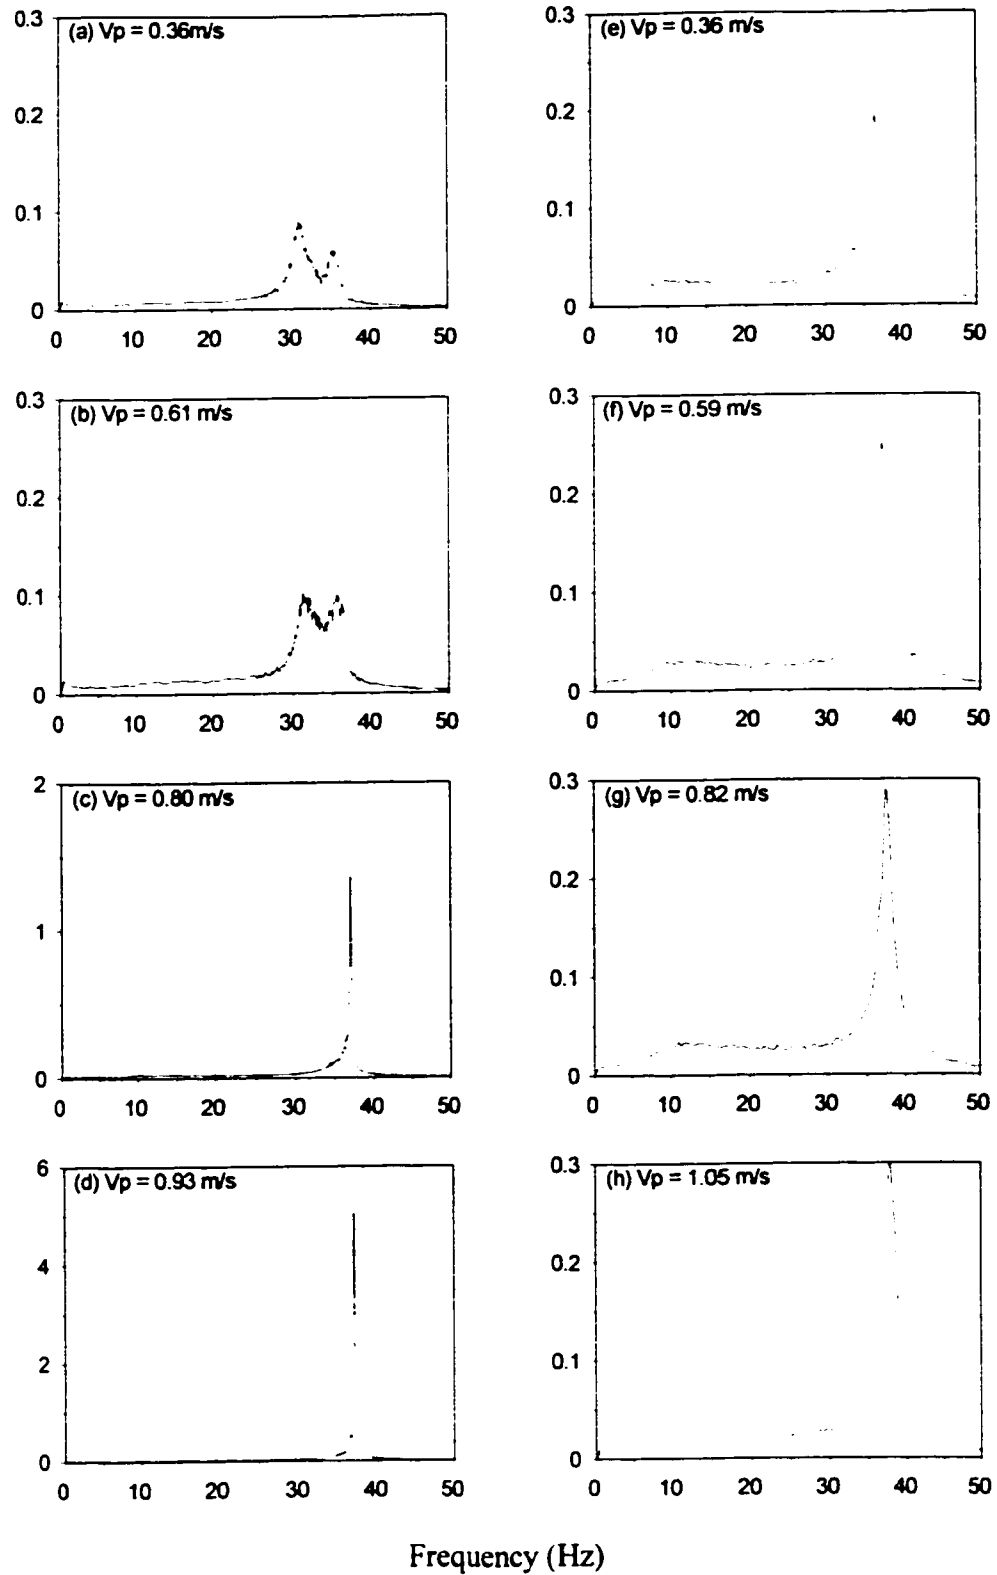 (a) Vp = 0.36m/s
0.3
0.2
0.1
0
0 10 20 30 40 50
(e) Vp = 0.36 m/s
0.3
0.2
0.1
0
0 10 20 30 40 50
(b) Vp = 0.61 m/s
0.3
0.2
0.1
0
0 10 20 30 40 50
(f) Vp = 0.59 m/s
0.3
0.2
0.1
0
0 10 20 30 40 50
(c) Vp = 0.80 m/s
2
1
0
0 10 20 30 40 50
(g) Vp = 0.82 m/s
0.3
0.2
0.1
0
0 10 20 30 40 50
(d) Vp = 0.93 m/s
6
4
2
0
0 10 20 30 40 50
(h) Vp = 1.05 m/s
0.3
0.2
0.1
0
0 10 20 30 40 50
Frequency (Hz)